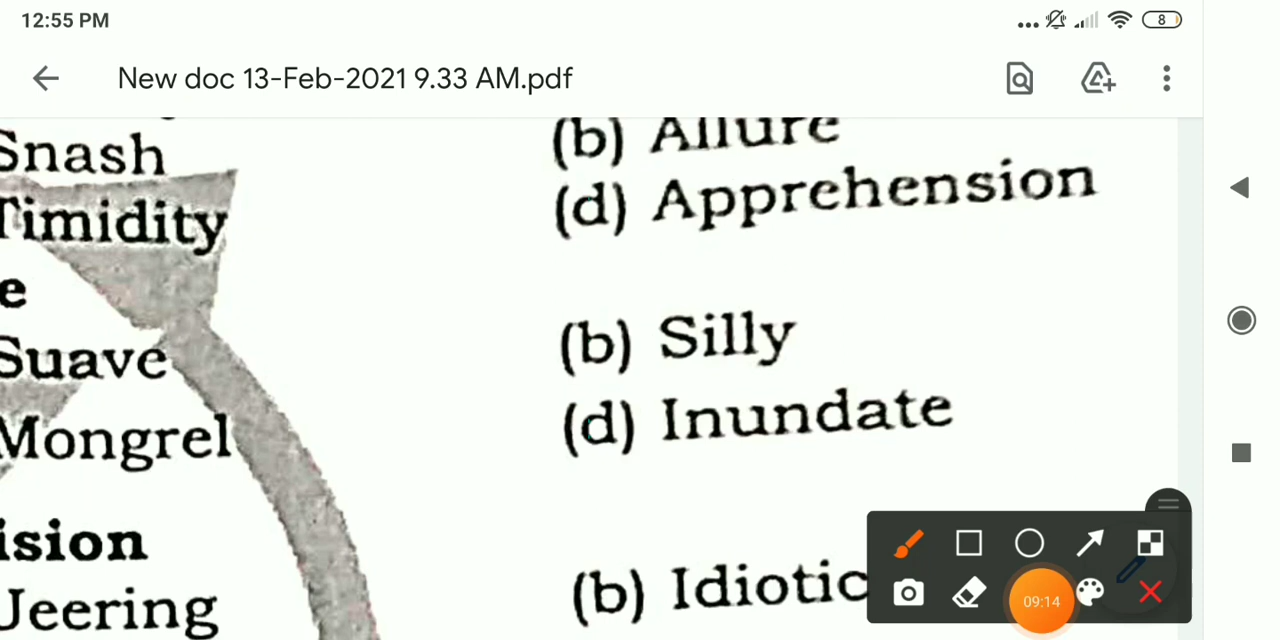 12:55 PM
8
New doc 13-Feb-2021 9.33 AM.pdf
Snash (b) Allure
Timidity (d) Apprehension
e
Suave (b) Silly
Mongrel (d) Inundate
ision
Jeering (b) Idiotic
09:14